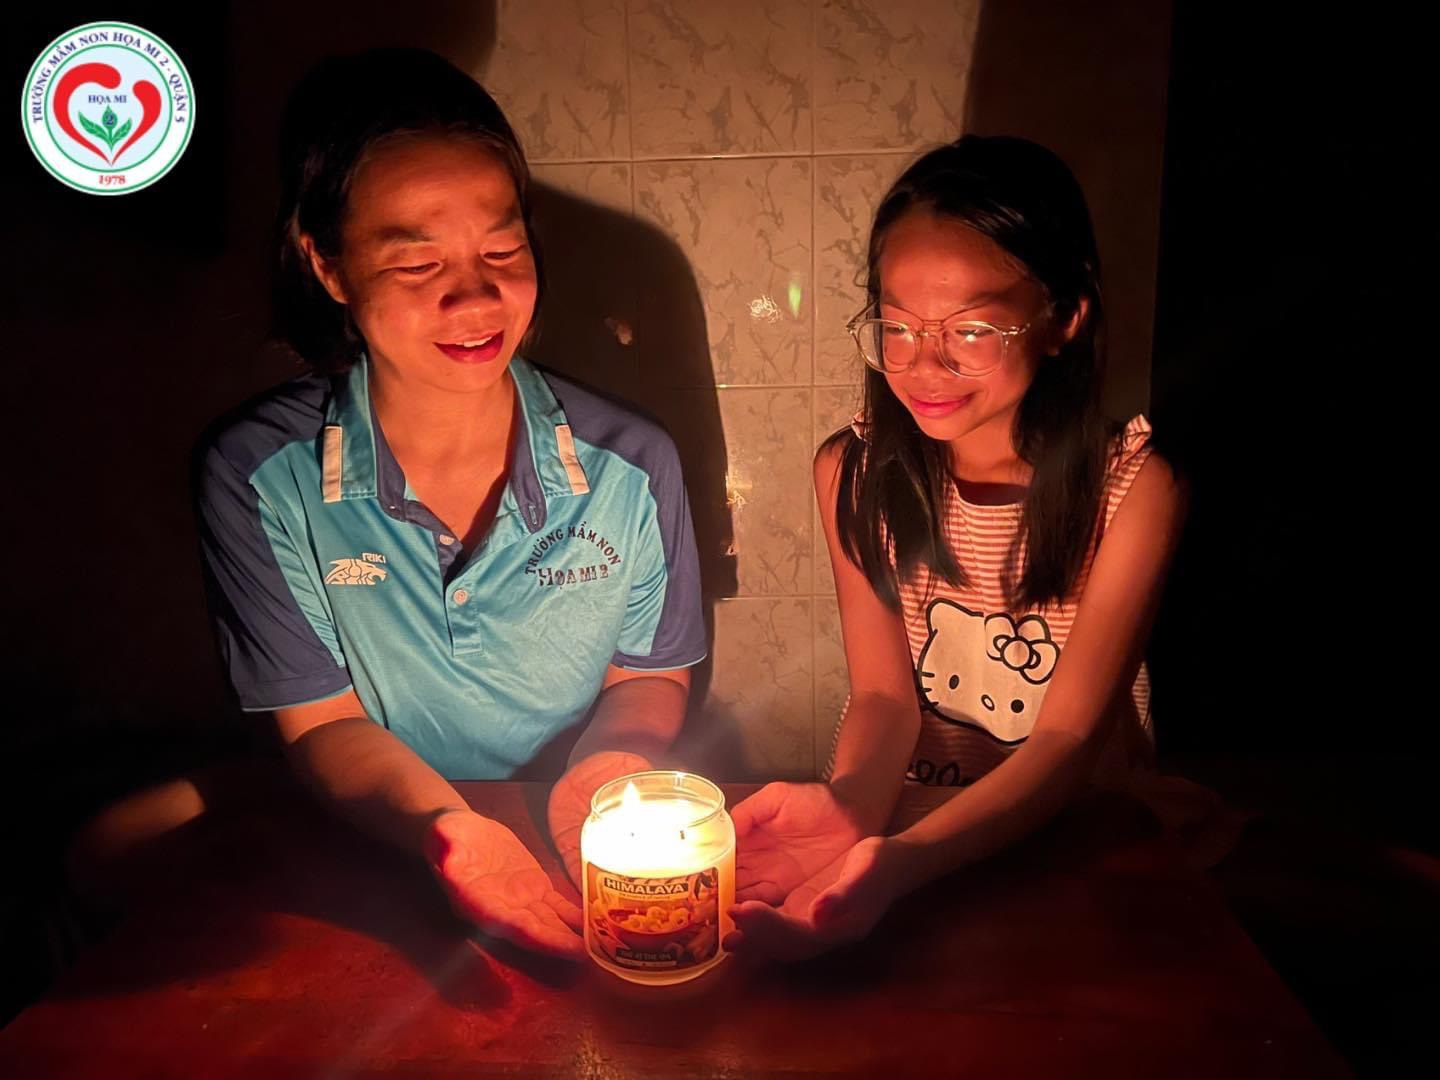 TRƯỜNG MẦM NON HỌA MI 2 - QUẬN 5
HỌA MI
2
1978
RIKI
TRƯỜNG MẦM NON
HỌA MI 2
HIMALAYA